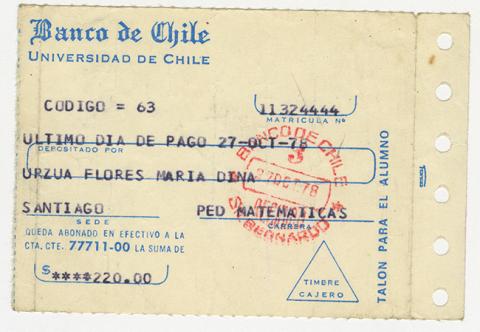 Banco de Chile
UNIVERSIDAD DE CHILE
CODIGO = 63
11324444
MATRICULA Nº
ULTIMO DIA DE PAGO 27-OCT-78
DEPOSITADO POR
URZUA FLORES MARIA DINA
SANTIAGO PED MATEMATICAS
SEDE CARRERA
QUEDA ABONADO EN EFECTIVO A LA
CTA. CTE. 77711-00 LA SUMA DE
$ ****220.00
TIMBRE
CAJERO
TALON PARA EL ALUMNO
BANCO DE CHILE
3
27 OCT 78
S. BERNARDO